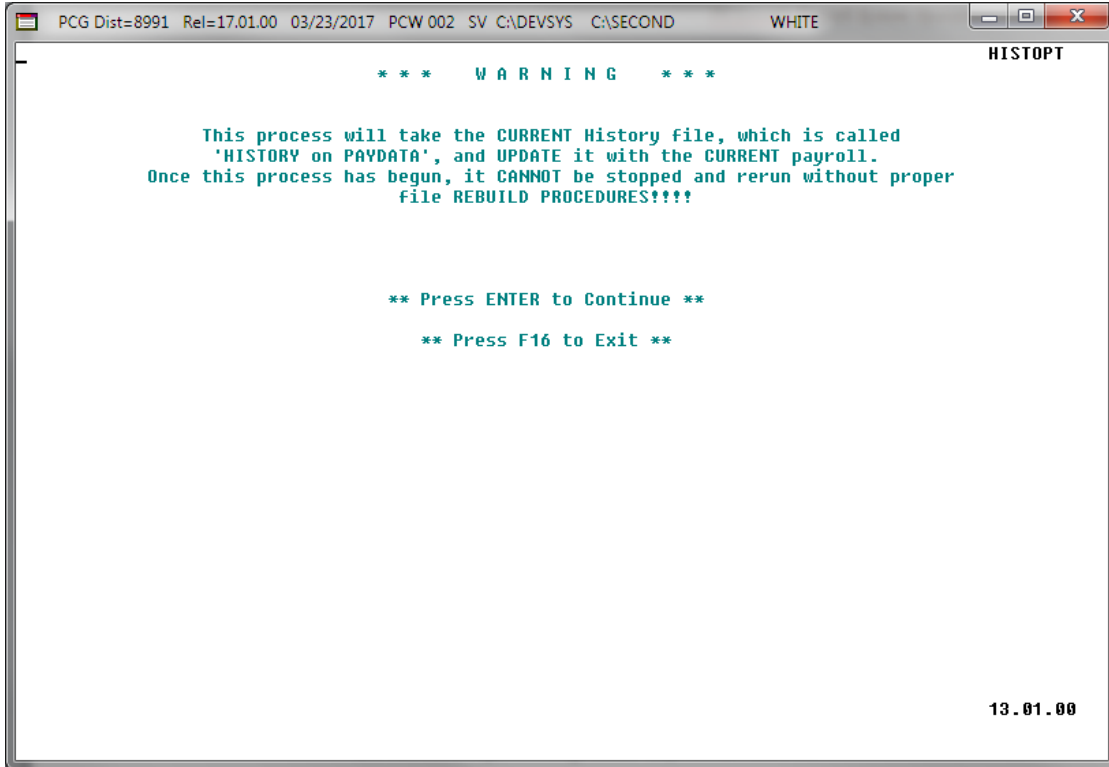 PCG Dist=8991 Rel=17.01.00 03/23/2017 PCW 002 SV C:\DEVSYS C:\SECOND WHITE
HISTOPT
* * * W A R N I N G * * *
This process will take the CURRENT History file, which is called
'HISTORY on PAYDATA', and UPDATE it with the CURRENT payroll.
Once this process has begun, it CANNOT be stopped and rerun without proper
file REBUILD PROCEDURES!!!!
** Press ENTER to Continue **
** Press F16 to Exit **
13.01.00